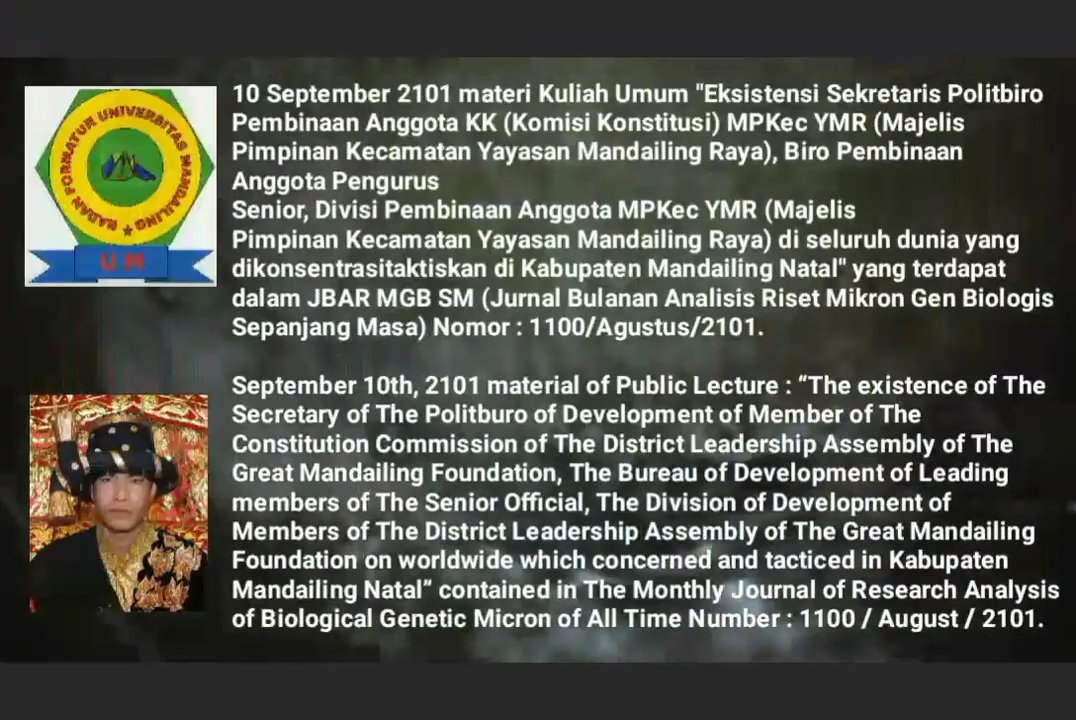 BADAN FORMATUR UNIVERSITAS MANDAILING
U M
10 September 2101 materi Kuliah Umum "Eksistensi Sekretaris Politbiro
Pembinaan Anggota KK (Komisi Konstitusi) MPKec YMR (Majelis
Pimpinan Kecamatan Yayasan Mandailing Raya), Biro Pembinaan
Anggota Pengurus
Senior, Divisi Pembinaan Anggota MPKec YMR (Majelis
Pimpinan Kecamatan Yayasan Mandailing Raya) di seluruh dunia yang
dikonsentrasitaktiskan di Kabupaten Mandailing Natal" yang terdapat
dalam JBAR MGB SM (Jurnal Bulanan Analisis Riset Mikron Gen Biologis
Sepanjang Masa) Nomor : 1100/Agustus/2101.
September 10th, 2101 material of Public Lecture : “The existence of The
Secretary of The Politburo of Development of Member of The
Constitution Commission of The District Leadership Assembly of The
Great Mandailing Foundation, The Bureau of Development of Leading
members of The Senior Official, The Division of Development of
Members of The District Leadership Assembly of The Great Mandailing
Foundation on worldwide which concerned and tacticed in Kabupaten
Mandailing Natal” contained in The Monthly Journal of Research Analysis
of Biological Genetic Micron of All Time Number : 1100 / August / 2101.